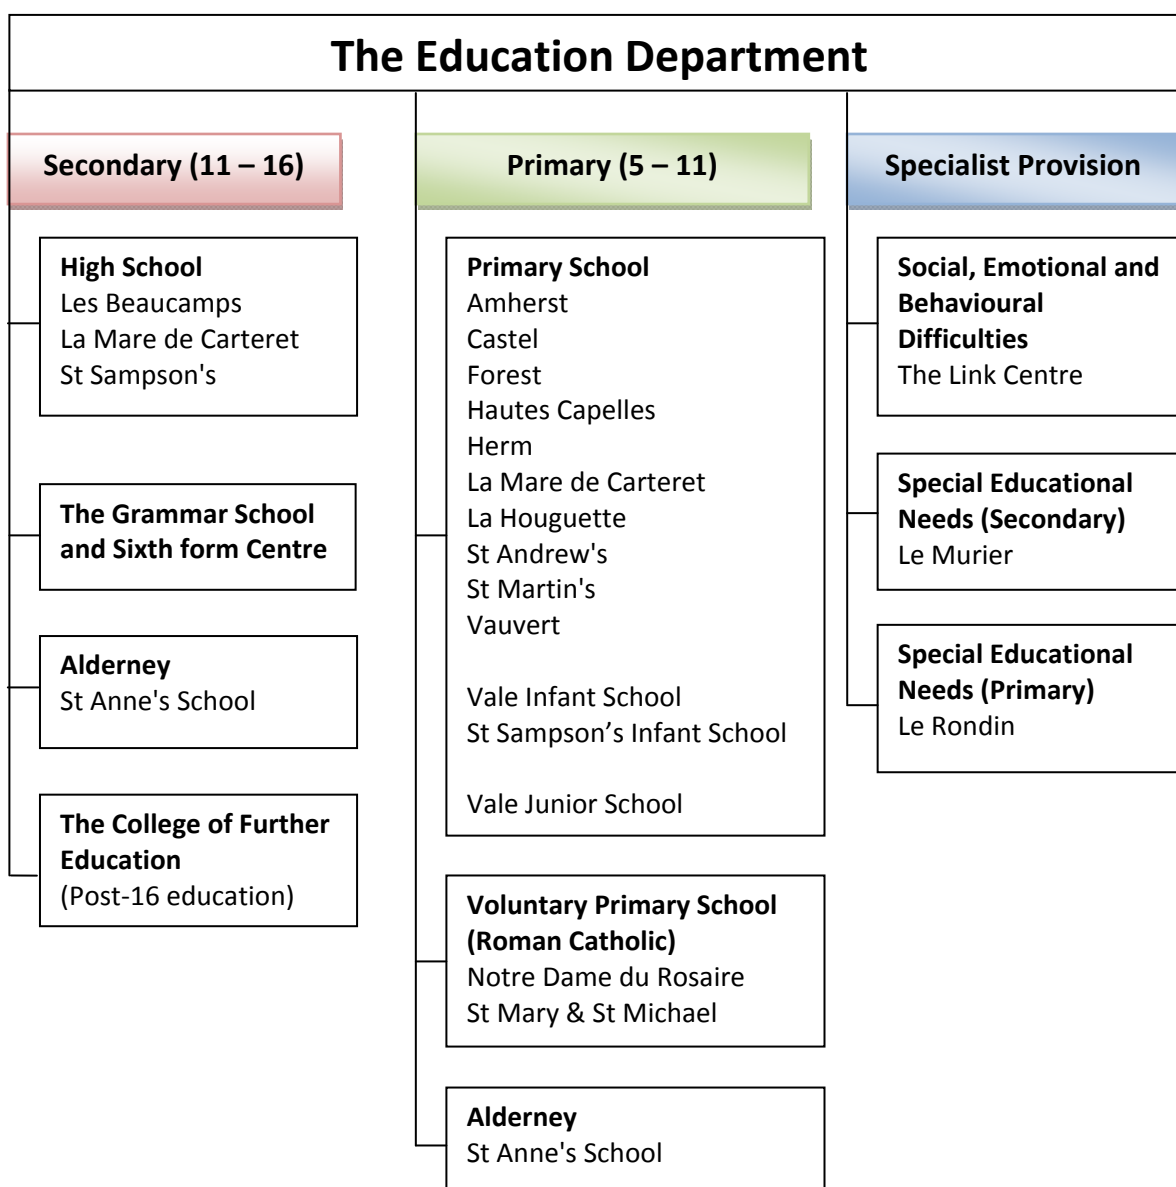 The Education Department
Secondary (11 – 16)
High School
Les Beaucamps
La Mare de Carteret
St Sampson's
The Grammar School
and Sixth form Centre
Alderney
St Anne's School
The College of Further
Education
(Post-16 education)
Primary (5 – 11)
Primary School
Amherst
Castel
Forest
Hautes Capelles
Herm
La Mare de Carteret
La Houguette
St Andrew's
St Martin's
Vauvert
Vale Infant School
St Sampson’s Infant School
Vale Junior School
Voluntary Primary School
(Roman Catholic)
Notre Dame du Rosaire
St Mary & St Michael
Alderney
St Anne's School
Specialist Provision
Social, Emotional and
Behavioural
Difficulties
The Link Centre
Special Educational
Needs (Secondary)
Le Murier
Special Educational
Needs (Primary)
Le Rondin